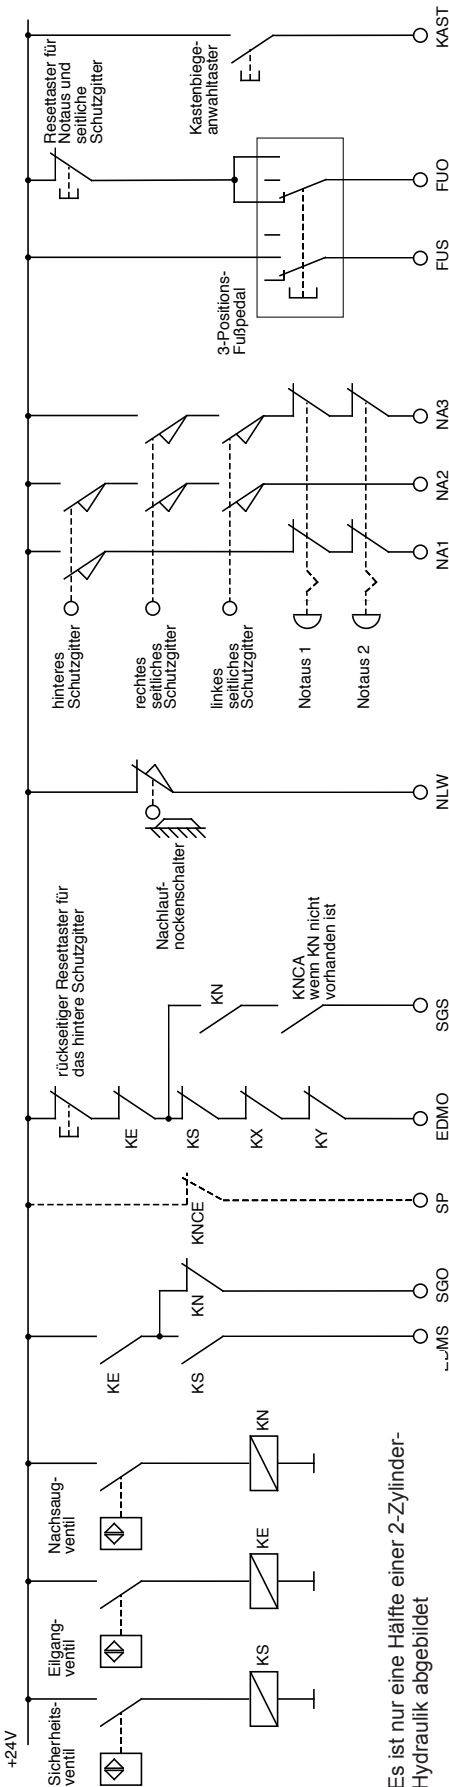 +24V
Sicherheits-
ventil
KS
Eilgang-
ventil
KE
Nachsaug-
ventil
KN
Es ist nur eine Hälfte einer 2-Zylinder-
Hydraulik abgebildet
KE
KS
KN
SGO
KNCE
SP
rückseitiger Resettaster für
das hintere Schutzgitter
KE
KS
KX
KY
EDMO
KN
KNCA
wenn KN nicht
vorhanden ist
SGS
Nachlauf-
nockenschalter
NLW
hinteres
Schutzgitter
rechtes
seitliches
Schutzgitter
linkes
seitliches
Schutzgitter
Notaus 1
Notaus 2
NA1
NA2
NA3
3-Positions-
Fußpedal
FUS
FUO
Resettaster für
Notaus und
seitliche
Schutzgitter
Kastenbiege-
anwahltaster
KAST